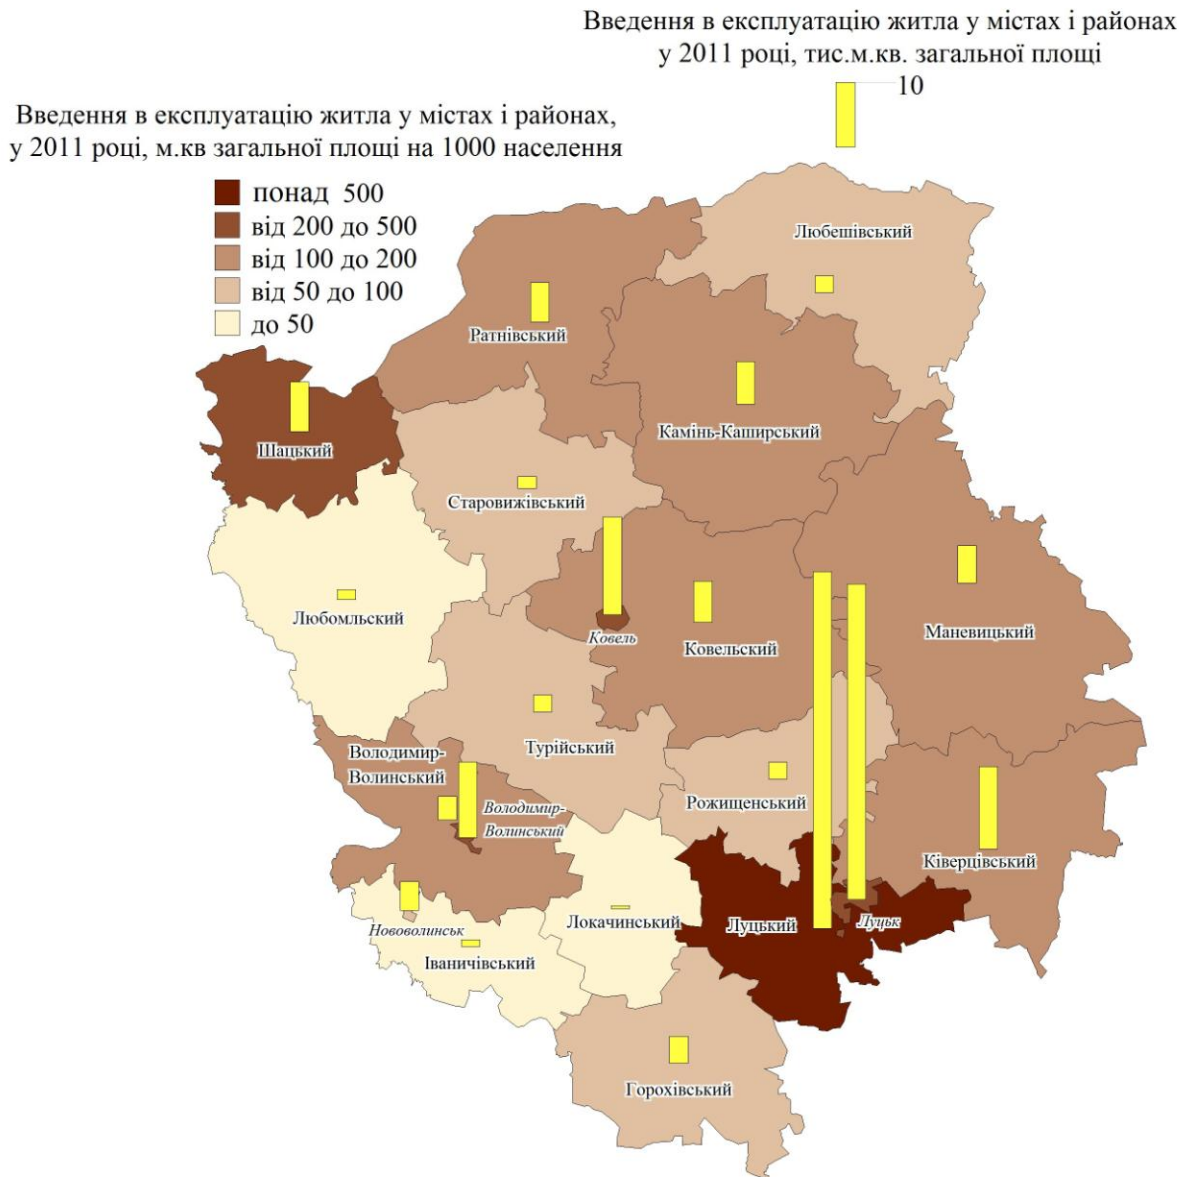 Введення в експлуатацію житла у містах і районах
у 2011 році, тис.м.кв. загальної площі
10
Введення в експлуатацію житла у містах і районах,
у 2011 році, м.кв загальної площі на 1000 населення
понад 500
від 200 до 500
від 100 до 200
від 50 до 100
до 50
Любешівський
Ратнівський
Камінь-Каширський
Шацький
Старовижівський
Любомльский
Ковель
Ковельский
Маневицький
Турійський
Володимир-
Волинський
Володимир-
Волинський
Рожищенський
Ківерцівський
Нововолинськ
Локачинський
Луцький
Луцьк
Іваничівський
Горохівський